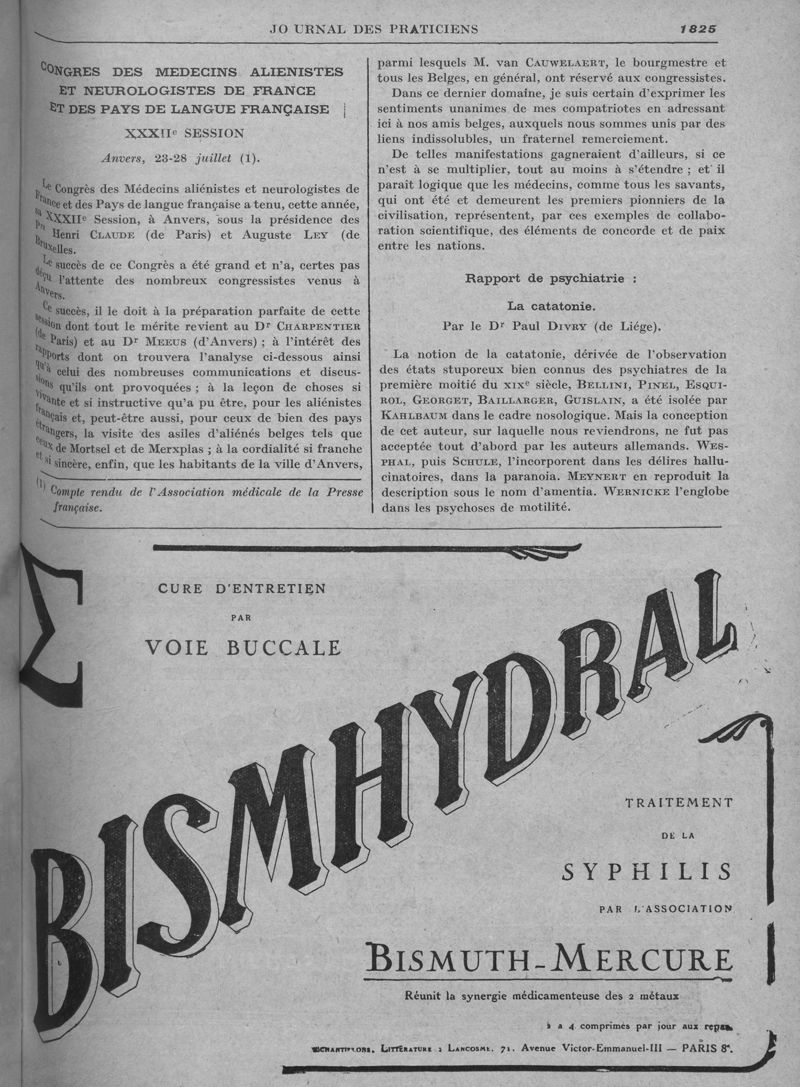 JOURNAL DES PRATICIENS
1825
CONGRES DES MEDECINS ALIENISTES
ET NEUROLOGISTES DE FRANCE
ET DES PAYS DE LANGUE FRANÇAISE
XXXIIe SESSION
Anvers, 23-28 juillet (1).
Le Congrès des Médecins aliénistes et neurologistes de
France et des Pays de langue française a tenu, cette année,
sa XXXIIe Session, à Anvers, sous la présidence des
Prs Henri CLAUDE (de Paris) et Auguste LEY (de
Bruxelles.
Le succès de ce Congrès a été grand et n'a, certes pas
déçu l'attente des nombreux congressistes venus à
Anvers.
Ce succès, il le doit à la préparation parfaite de cette
session dont tout le mérite revient au Dr CHARPENTIER
(de Paris) et au Dr MEEUS (d'Anvers) ; à l'intérêt des
rapports dont on trouvera l'analyse ci-dessous ainsi
qu'à celui des nombreuses communications et discus-
sions qu'ils ont provoquées ; à la leçon de choses si
vivante et si instructive qu'a pu être, pour les aliénistes
français et, peut-être aussi, pour ceux de bien des pays
étrangers, la visite des asiles d'aliénés belges tels que
ceux de Mortsel et de Merxplas ; à la cordialité si franche
et si sincère, enfin, que les habitants de la ville d'Anvers,
(1) Compte rendu de l'Association médicale de la Presse
française.
parmi lesquels M. van CAUWELAERT, le bourgmestre et
tous les Belges, en général, ont réservé aux congressistes.
Dans ce dernier domaine, je suis certain d'exprimer les
sentiments unanimes de mes compatriotes en adressant
ici à nos amis belges, auxquels nous sommes unis par des
liens indissolubles, un fraternel remerciement.
De telles manifestations gagneraient d'ailleurs, si ce
n'est à se multiplier, tout au moins à s'étendre ; et il
parait logique que les médecins, comme tous les savants,
qui ont été et demeurent les premiers pionniers de la
civilisation, représentent, par ces exemples de collabo-
ration scientifique, des éléments de concorde et de paix
entre les nations.
Rapport de psychiatrie :
La catatonie.
Par le Dr Paul DIVRY (de Liége).
La notion de la catatonie, dérivée de l'observation
des états stuporeux bien connus des psychiatres de la
première moitié du XIXe siècle, BELLINI, PINEL, ESQUI-
ROL, GEORGET, BAILLARGER, GUISLAIN, a été isolée par
KAHLBAUM dans le cadre nosologique. Mais la conception
de cet auteur, sur laquelle nous reviendrons, ne fut pas
acceptée tout d'abord par les auteurs allemands. WES-
PHAL, puis SCHULE, l'incorporent dans les délires hallu-
cinatoires, dans la paranoia. MEYNERT en reproduit la
description sous le nom d'amentia. WERNICKE l'englobe
dans les psychoses de motilité.
CURE D'ENTRETIEN
PAR
VOIE BUCCALE
BISMHYDRAL
TRAITEMENT
DE LA
SYPHILIS
PAR L'ASSOCIATION
BISMUTH-MERCURE
Réunit la synergie médicamenteuse des 2 métaux
a 4 comprimés par jour aux repas
ECHANTILLONS, LITTÉRATURE : LANCOSME, 71, Avenue Victor-Emmanuel-III — PARIS 8e.